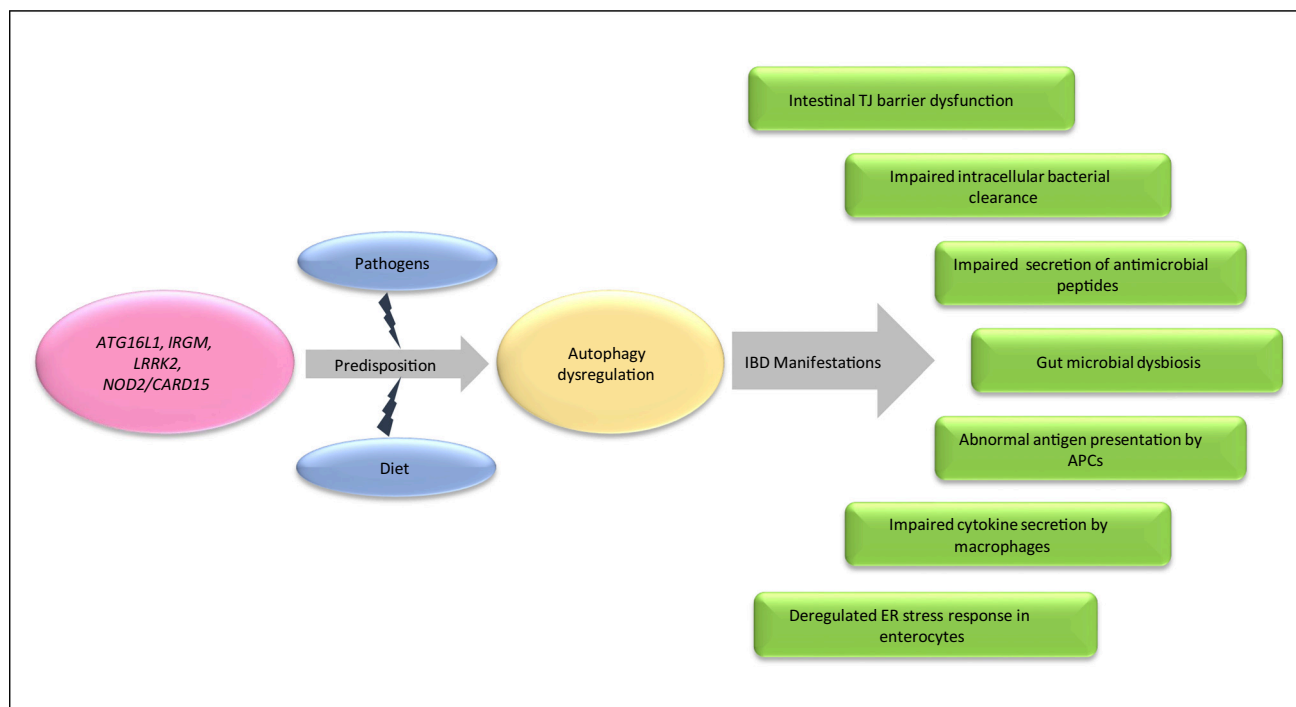 ATG16L1, IRGM,
LRRK2,
NOD2/CARD15
Pathogens
Predisposition
Diet
Autophagy
dysregulation
IBD Manifestations
Intestinal TJ barrier dysfunction
Impaired intracellular bacterial
clearance
Impaired secretion of antimicrobial
peptides
Gut microbial dysbiosis
Abnormal antigen presentation by
APCs
Impaired cytokine secretion by
macrophages
Deregulated ER stress response in
enterocytes